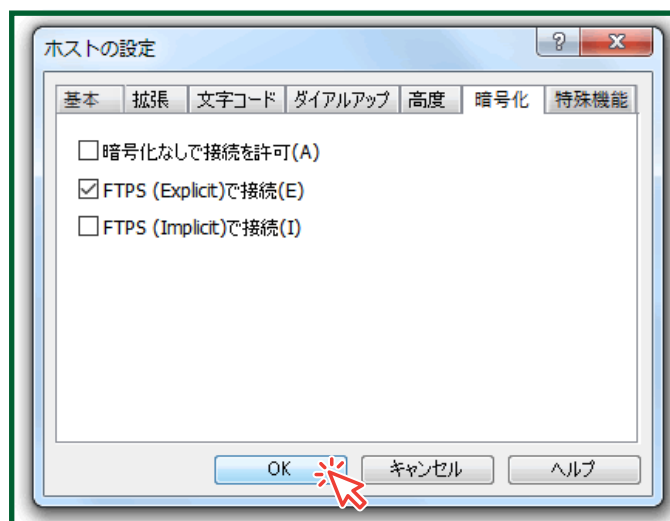 ホストの設定
基本 拡張 文字コード ダイアルアップ 高度 暗号化 特殊機能
暗号化なしで接続を許可(A)
FTPS (Explicit)で接続(E)
FTPS (Implicit)で接続(I)
OK キャンセル ヘルプ